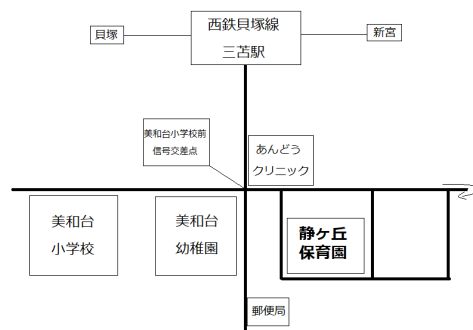 西鉄貝塚線
三苫駅
貝塚
新宮
美和台小学校前
信号交差点
あんどう
クリニック
美和台
小学校
美和台
幼稚園
静ヶ丘
保育園
郵便局